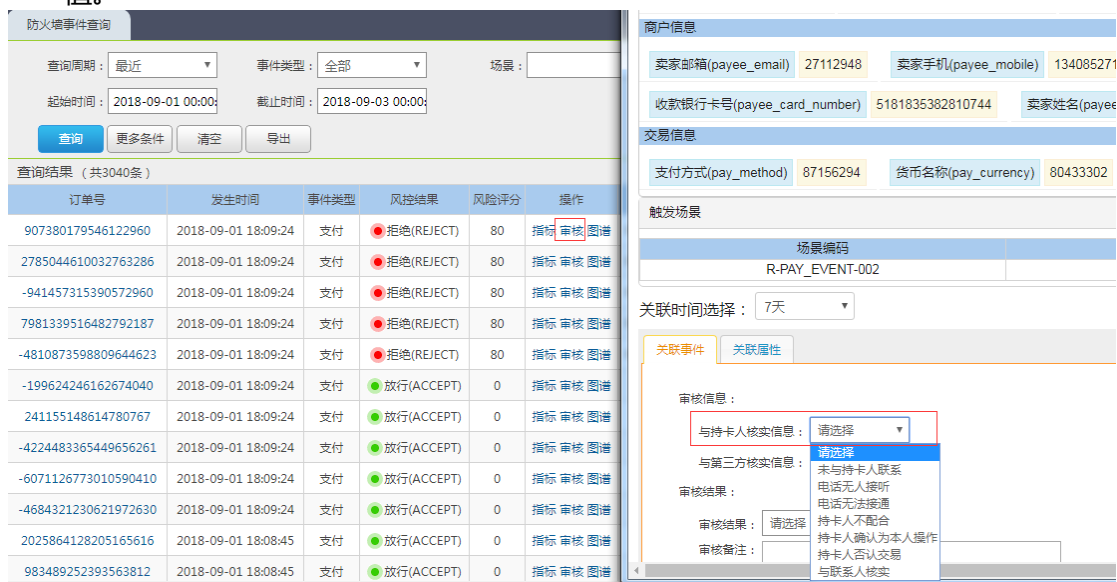 值。
防火墙事件查询
查询周期： 最近 事件类型： 全部 场景：
起始时间： 2018-09-01 00:00: 截止时间： 2018-09-03 00:00:
查询 更多条件 清空 导出
查询结果 （共3040条）
订单号 发生时间 事件类型 风控结果 风险评分 操作
907380179546122960 2018-09-01 18:09:24 支付 拒绝(REJECT) 80 指标 审核 图谱
2785044610032763286 2018-09-01 18:09:24 支付 拒绝(REJECT) 80 指标 审核 图谱
-941457315390572960 2018-09-01 18:09:24 支付 拒绝(REJECT) 80 指标 审核 图谱
7981339516482792187 2018-09-01 18:09:24 支付 拒绝(REJECT) 80 指标 审核 图谱
-4810873598809644623 2018-09-01 18:09:24 支付 拒绝(REJECT) 80 指标 审核 图谱
-199624246162674040 2018-09-01 18:09:24 支付 放行(ACCEPT) 0 指标 审核 图谱
241155148614780767 2018-09-01 18:09:24 支付 放行(ACCEPT) 0 指标 审核 图谱
-4224483365449656261 2018-09-01 18:09:24 支付 放行(ACCEPT) 0 指标 审核 图谱
-6071126773010590410 2018-09-01 18:09:24 支付 放行(ACCEPT) 0 指标 审核 图谱
-4684321230621972630 2018-09-01 18:09:24 支付 放行(ACCEPT) 0 指标 审核 图谱
2025864128205165616 2018-09-01 18:08:45 支付 放行(ACCEPT) 0 指标 审核 图谱
983489252393563812 2018-09-01 18:08:45 支付 放行(ACCEPT) 0 指标 审核 图谱
商户信息
卖家邮箱(payee_email) 27112948 卖家手机(payee_mobile) 134085271
收款银行卡号(payee_card_number) 5181835382810744 卖家姓名(payee
交易信息
支付方式(pay_method) 87156294 货币名称(pay_currency) 80433302
触发场景
场景编码
R-PAY_EVENT-002
关联时间选择： 7天
关联事件 关联属性
审核信息：
与持卡人核实信息： 请选择
请选择
与第三方核实信息： 未与持卡人联系
电话无人接听
审核结果： 电话无法接通
持卡人不配合
审核结果： 请选择 持卡人确认为本人操作
审核备注： 持卡人否认交易
与联系人核实